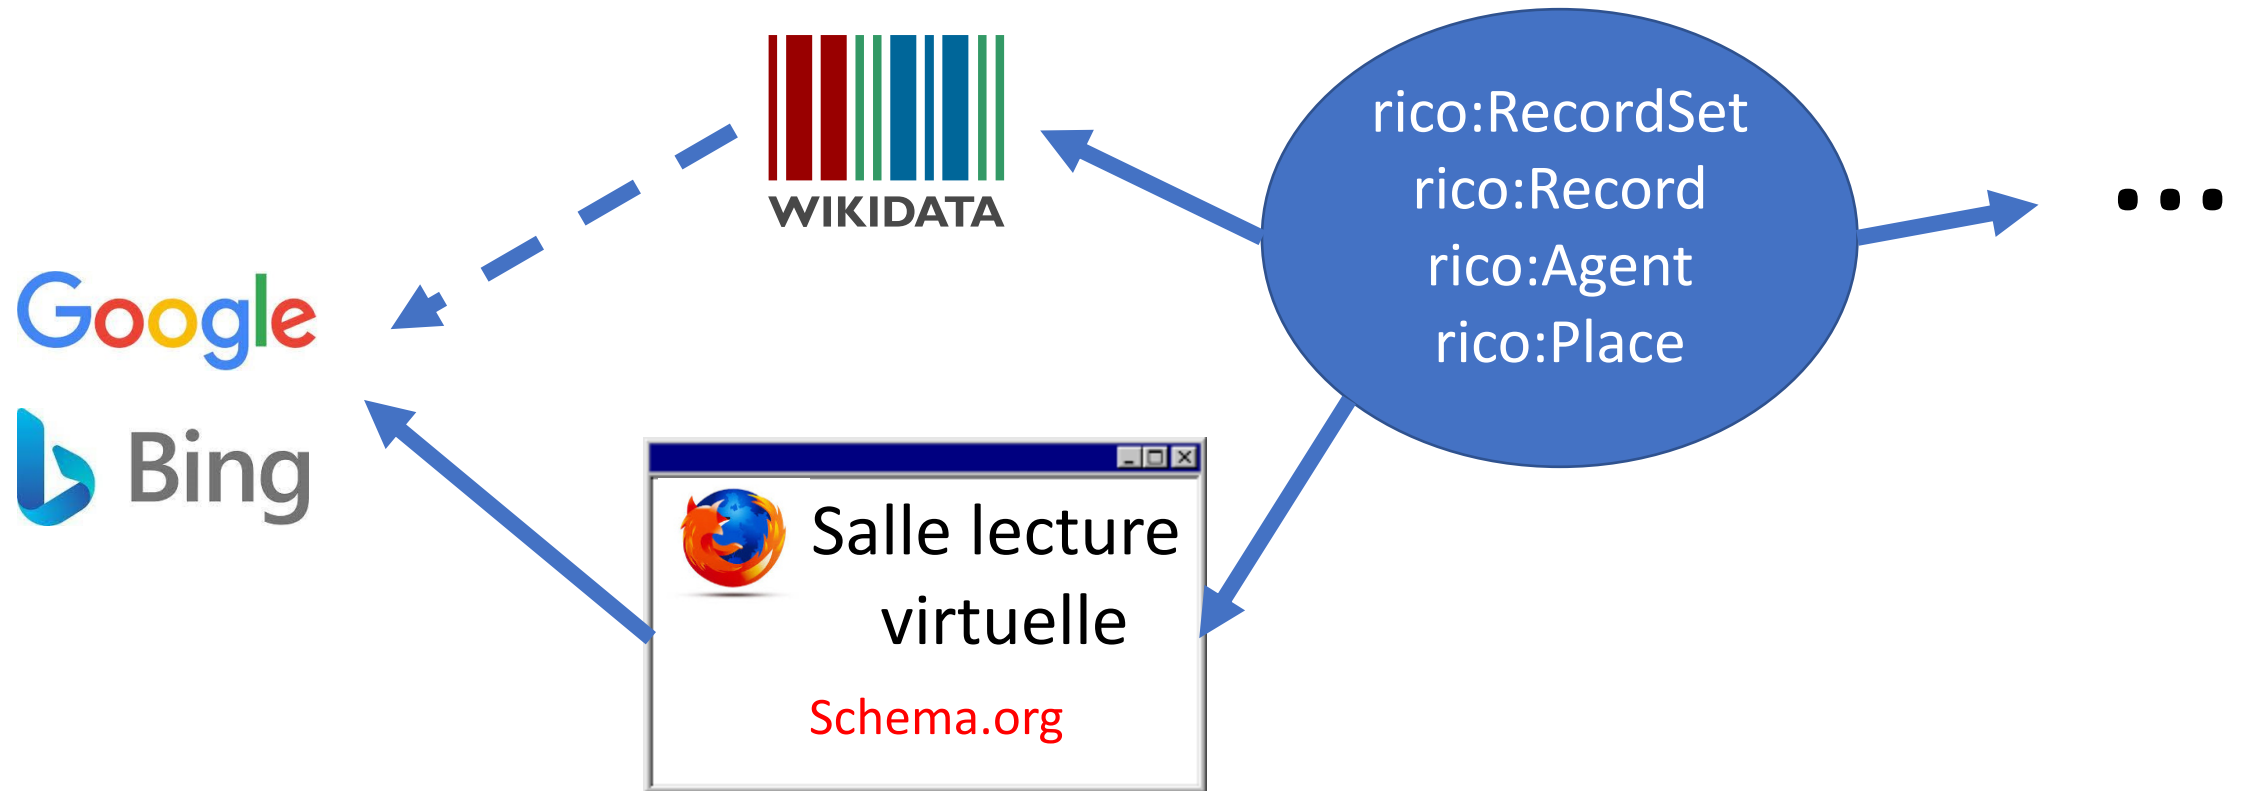 WIKIDATA
rico:RecordSet
rico:Record
rico:Agent
rico:Place
...
Google
Bing
Salle lecture
virtuelle
Schema.org